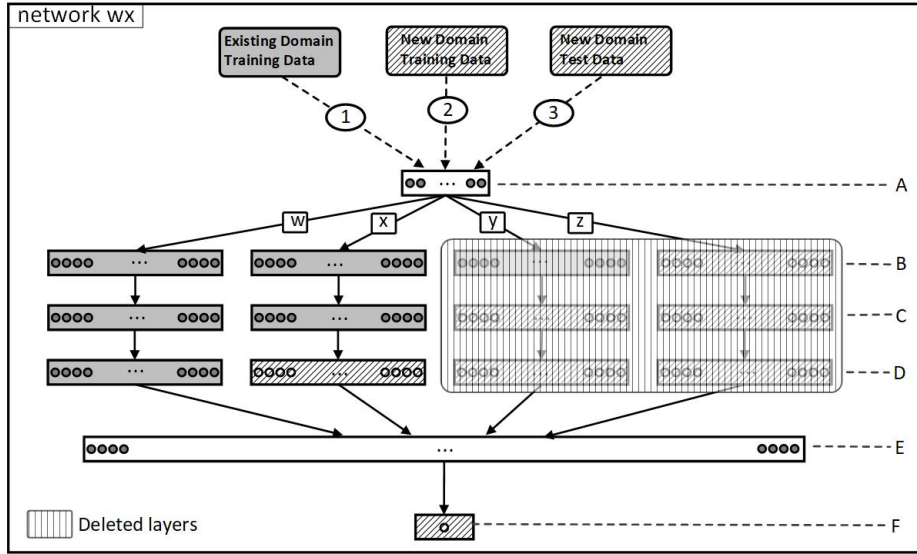 network wx
Existing Domain
Training Data
New Domain
Training Data
New Domain
Test Data
1
2
3
...
A
w
x
y
z
...
...
...
...
B
...
...
...
...
C
...
...
...
...
D
...
E
Deleted layers
F